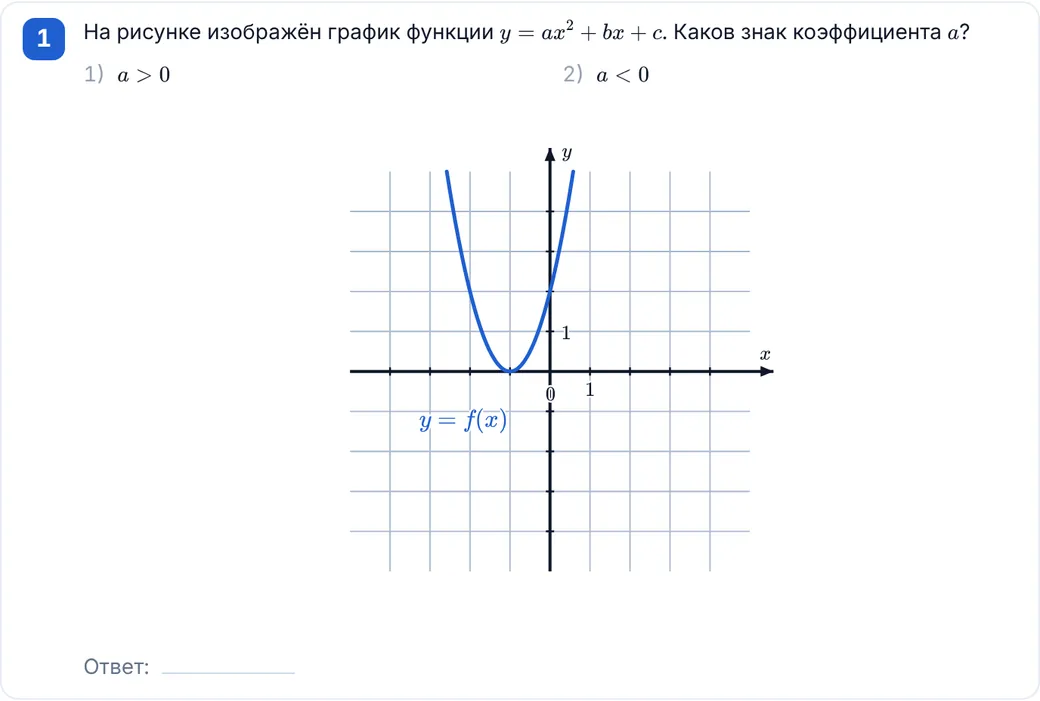 1
На рисунке изображён график функции y = ax² + bx + c. Каков знак коэффициента a?
1) a > 0
2) a < 0
y
1
x
0
1
y = f(x)
Ответ: